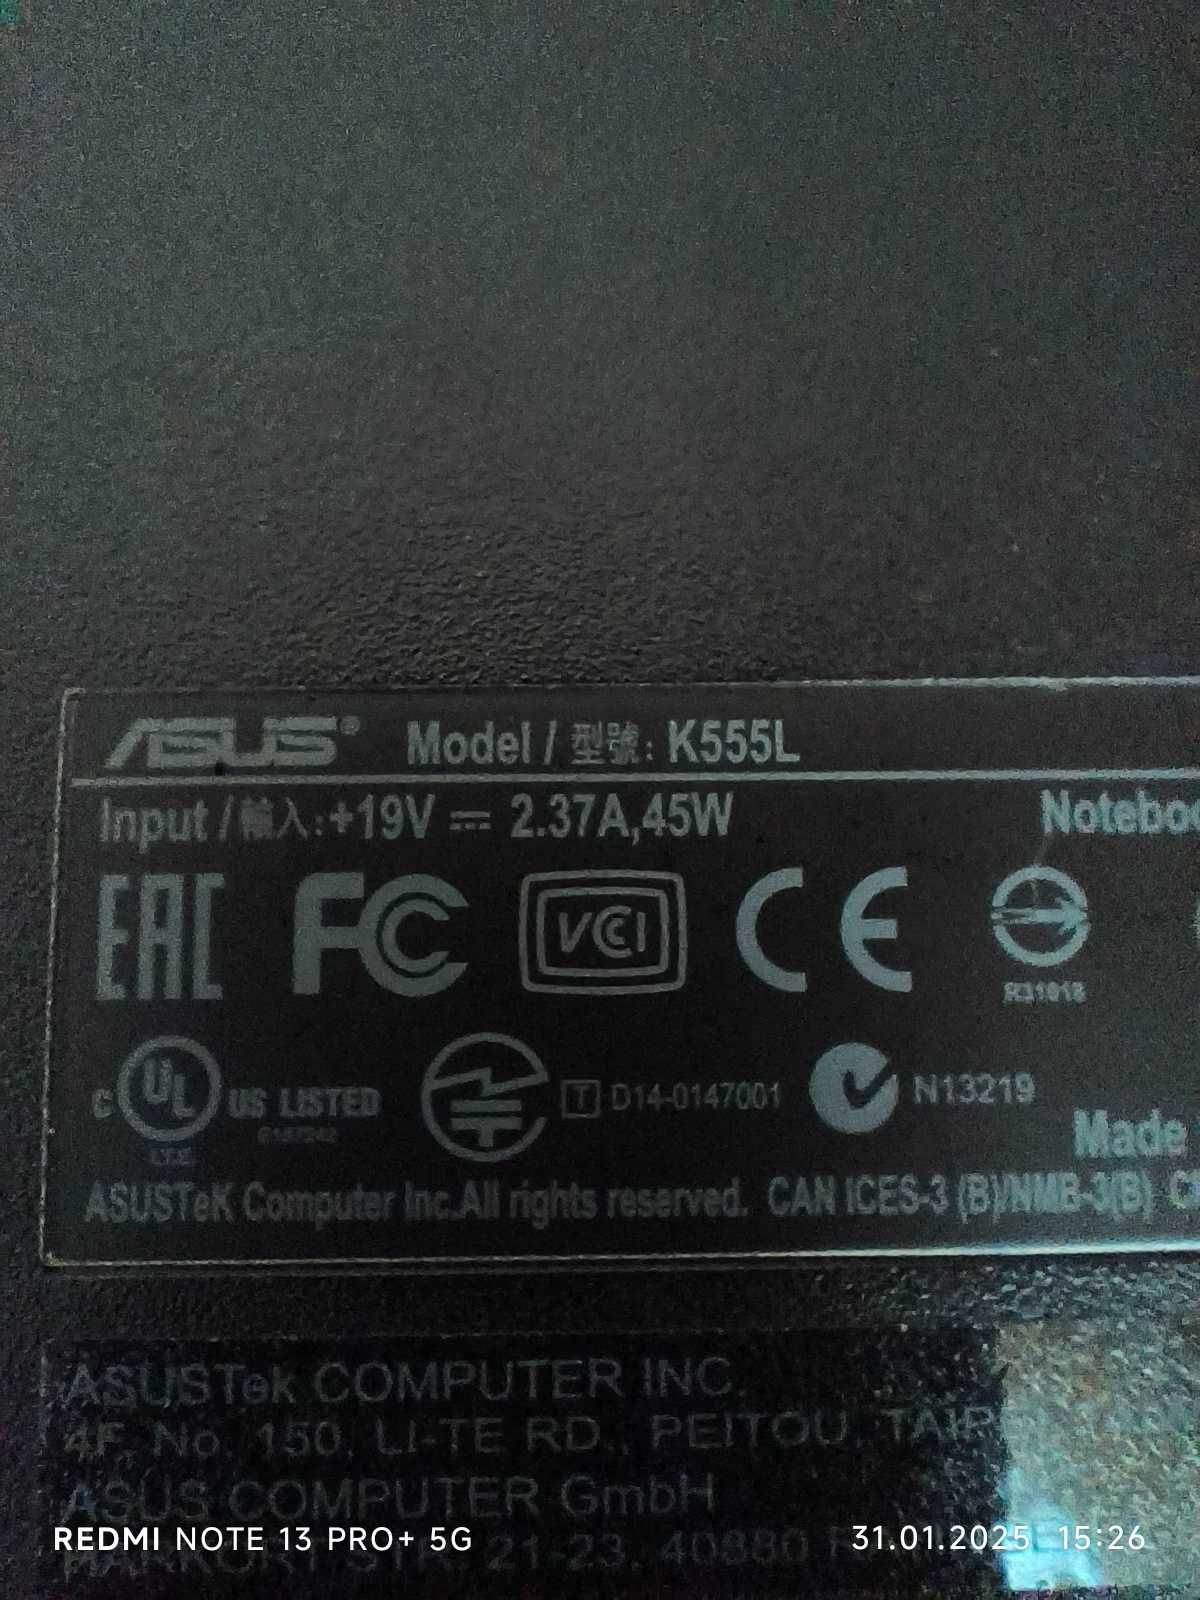 ASUS® Model / 型號: K555L
Input / 輸入: +19V ⎓ 2.37A,45W
EAC FC VCCI CE
R31018
C UL US LISTED
I.T.E.
T D14-0147001
N13219
Made
ASUSTeK Computer Inc.All rights reserved. CAN ICES-3 (B)/NMB-3(B)
ASUSTek COMPUTER INC.
4F, No. 150, LI-TE RD., PEITOU,
ASUS COMPUTER GmbH
HARKORT STR. 21-23, 40880
REDMI NOTE 13 PRO+ 5G
31.01.2025 15:26